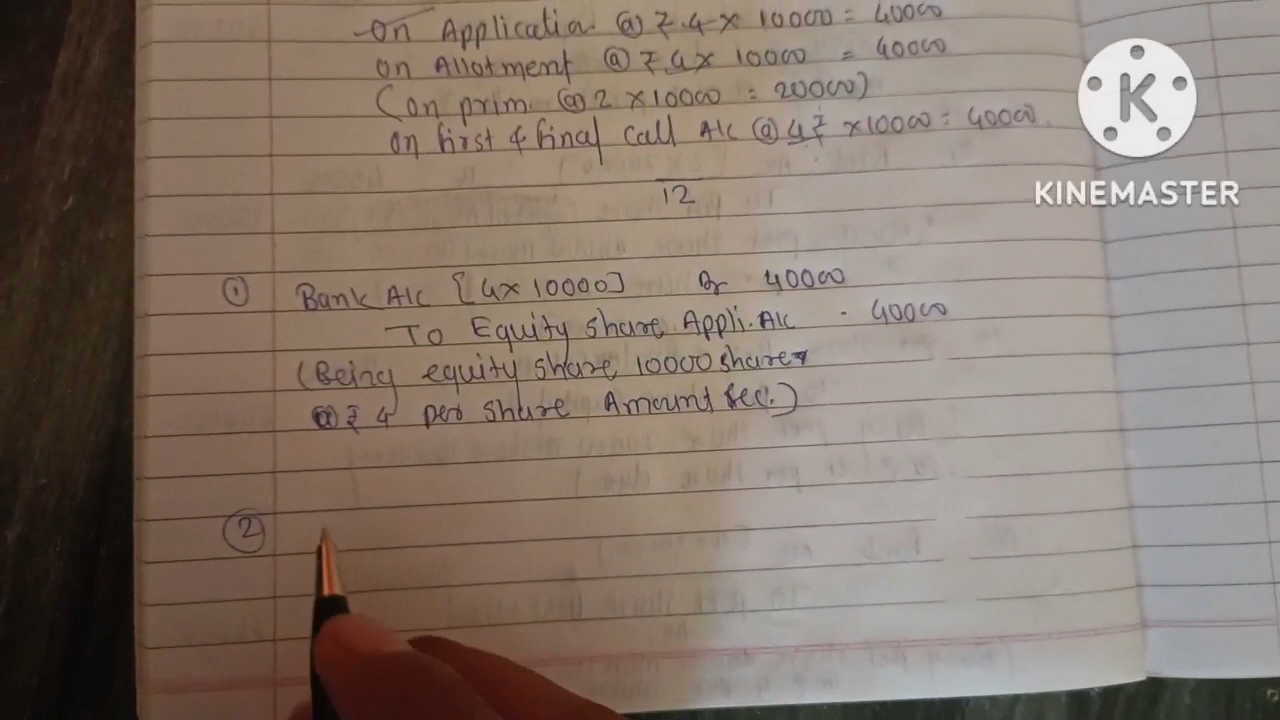 On Application @ ₹.4 x 10000 = 40000
on Allotment @ ₹.4 x 10000 = 40000
(on prim. @ 2 x 10000 = 20000)
on first & final Call A/c @ 4 ₹ x 10000 = 40000
12
① Bank A/c [4x 10000] Dr 40000
To Equity share Appli. A/c - 40000
(Being equity share 10000 shares
@ ₹ 4 per share Amount Rec.)
②
K
KINEMASTER